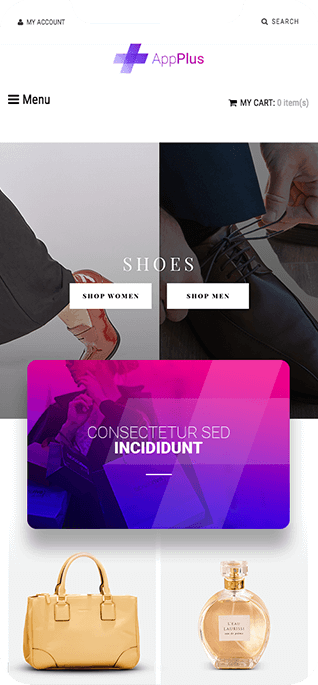 MY ACCOUNT
SEARCH
AppPlus
Menu
MY CART: 0 item(s)
SHOES
SHOP WOMEN
SHOP MEN
CONSECTETUR SED
INCIDIDUNT
L'EAU
LAURISSI
eau de parfum